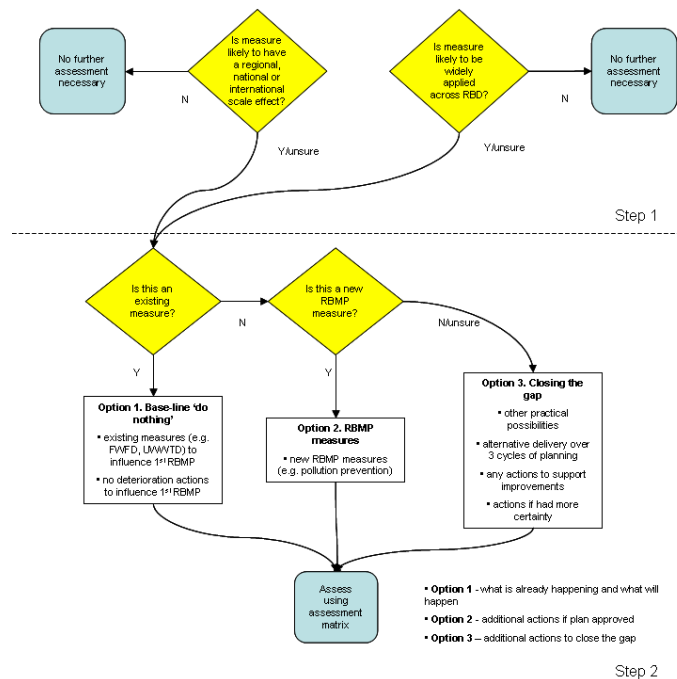 No further
assessment
necessary
Is measure
likely to have
a regional,
national or
international
scale effect?
N
Y/unsure
Is measure
likely to be
widely
applied
across RBD?
N
Y/unsure
No further
assessment
necessary
Step 1
Is this an
existing
measure?
N
Y
Is this a new
RBMP
measure?
N/unsure
Y
Option 1. Base-line ‘do
nothing’
▪ existing measures (e.g.
FWFD, UWWTD) to
influence 1st RBMP
▪ no deterioration actions
to influence 1st RBMP
Option 2. RBMP
measures
▪ new RBMP measures
(e.g. pollution prevention)
Option 3. Closing the
gap
▪ other practical
possibilities
▪ alternative delivery over
3 cycles of planning
▪ any actions to support
improvements
▪ actions if had more
certainty
Assess
using
assessment
matrix
▪ Option 1 - what is already happening and what will
happen
▪ Option 2 - additional actions if plan approved
▪ Option 3 – additional actions to close the gap
Step 2